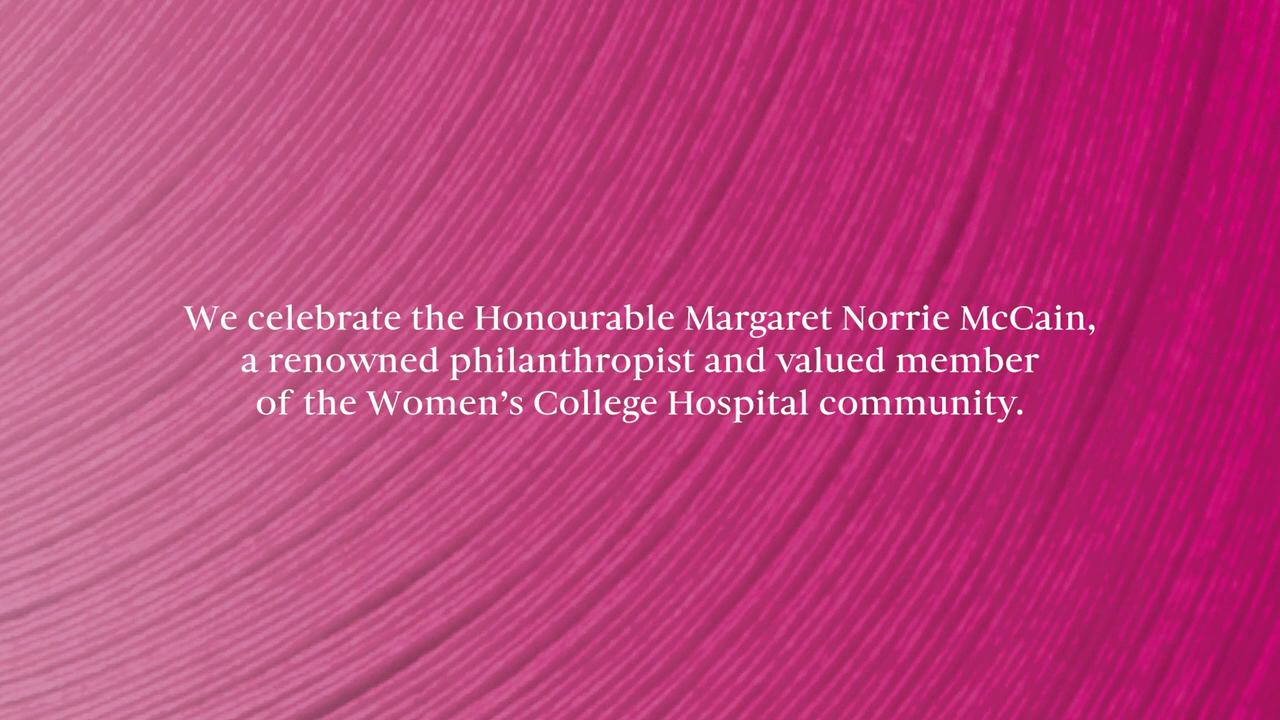 We celebrate the Honourable Margaret Norrie McCain,
a renowned philanthropist and valued member
of the Women’s College Hospital community.